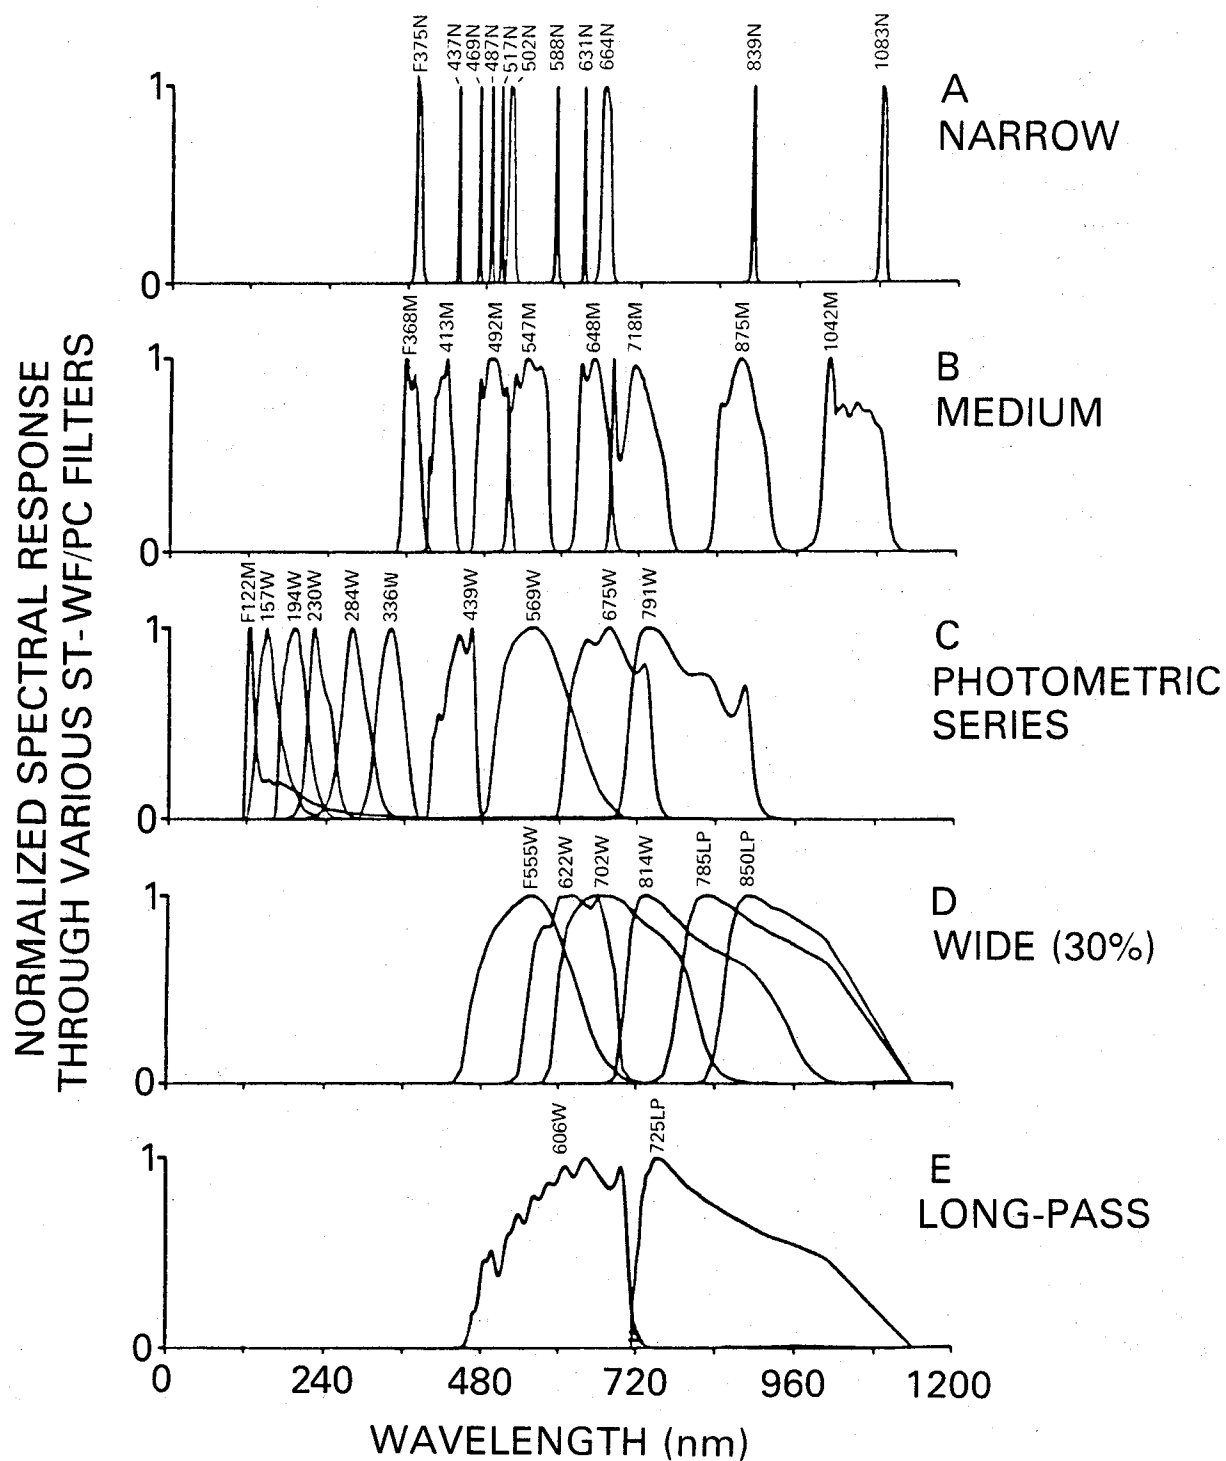 NORMALIZED SPECTRAL RESPONSE
THROUGH VARIOUS ST-WF/PC FILTERS
F375N 437N 469N 487N 517N 502N 588N 631N 664N 839N 1083N
1
0
A
NARROW
F368M 413M 492M 547M 648M 718M 875M 1042M
1
0
B
MEDIUM
F122M 157W 194W 230W 284W 336W 439W 569W 675W 791W
1
0
C
PHOTOMETRIC
SERIES
F555W 622W 702W 814W 785LP 850LP
1
0
D
WIDE (30%)
606W 725LP
1
0
E
LONG-PASS
0 240 480 720 960 1200
WAVELENGTH (nm)